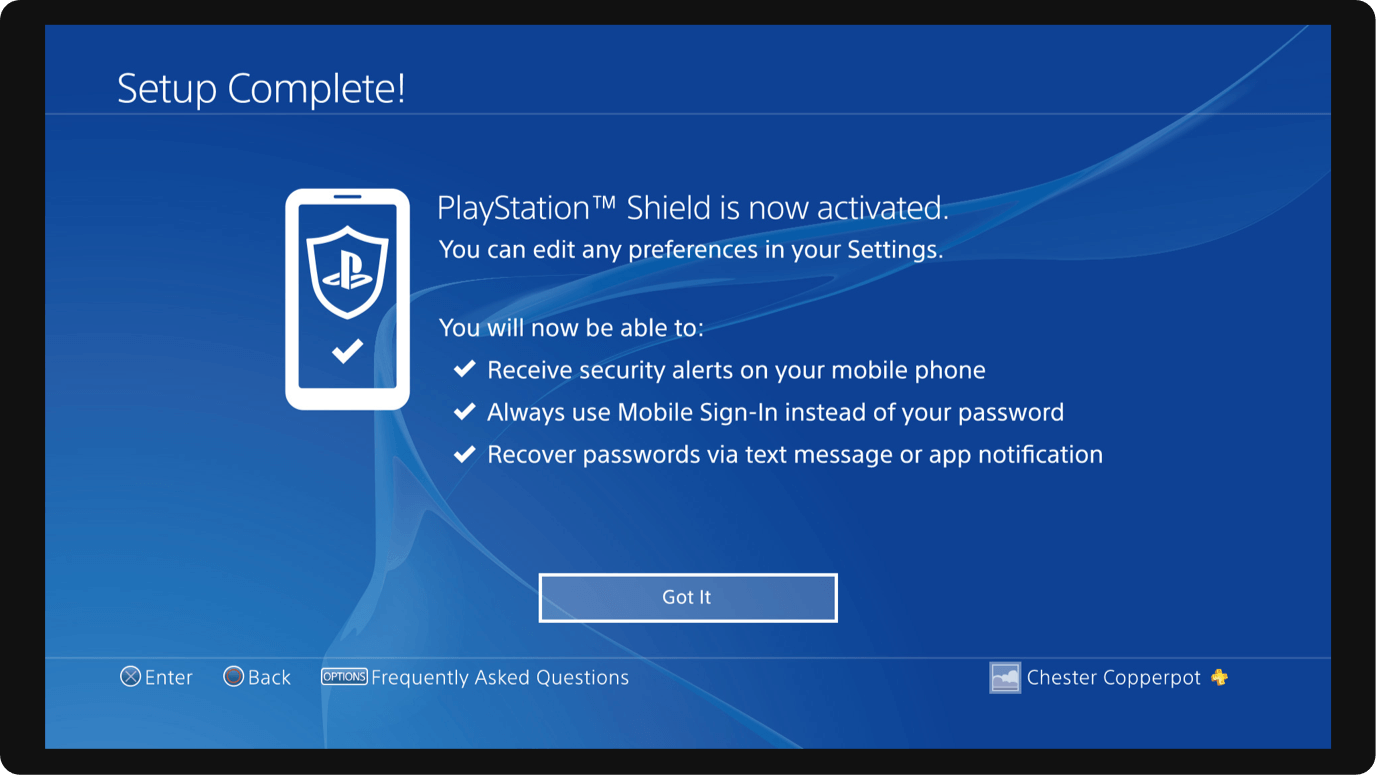 Setup Complete!
PlayStation™ Shield is now activated.
You can edit any preferences in your Settings.
You will now be able to:
Receive security alerts on your mobile phone
Always use Mobile Sign-In instead of your password
Recover passwords via text message or app notification
Got It
Enter Back OPTIONS Frequently Asked Questions Chester Copperpot